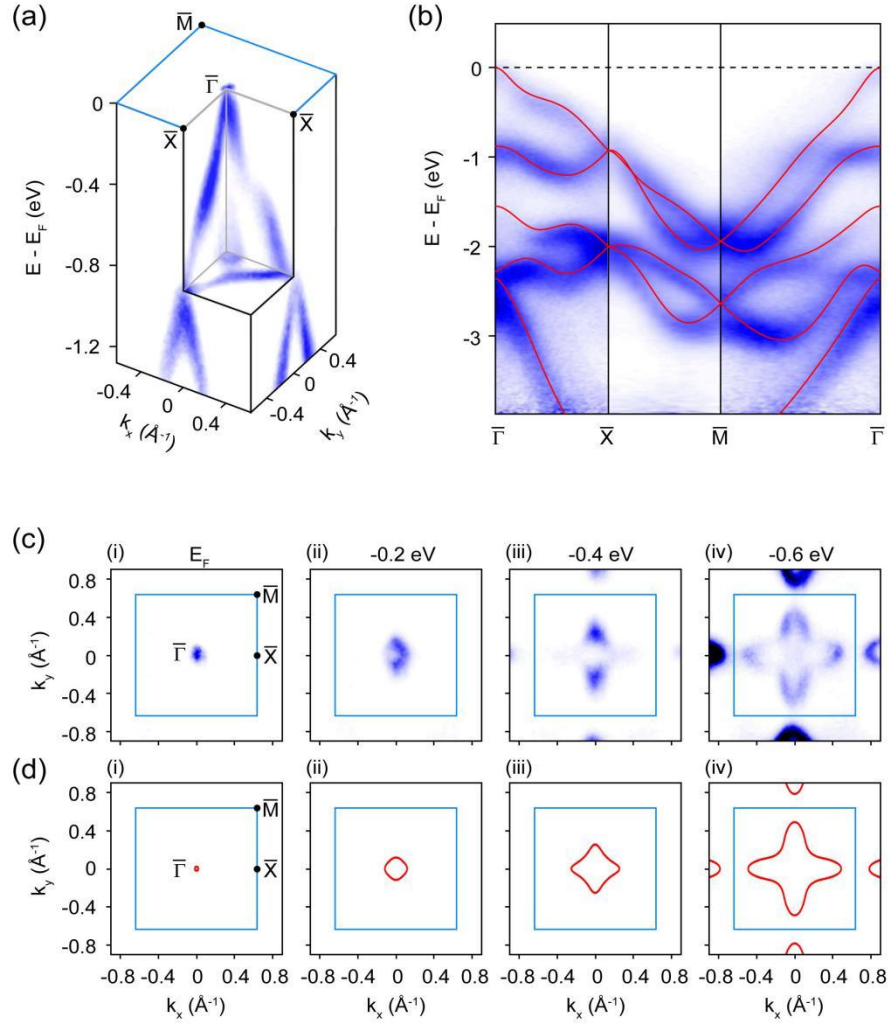 (a)
M̅
Γ̅
X̅
X̅
0
-0.4
-0.8
-1.2
E - E_F (eV)
-0.4
0
0.4
k_x (Å⁻¹)
-0.4
0
0.4
k_y (Å⁻¹)
(b)
0
-1
-2
-3
E - E_F (eV)
Γ̅ X̅ M̅ Γ̅
(c)
(i) E_F (ii) -0.2 eV (iii) -0.4 eV (iv) -0.6 eV
0.8
0.4
0
-0.4
-0.8
k_y (Å⁻¹)
M̅
Γ̅ X̅
(d)
(i) (ii) (iii) (iv)
0.8
0.4
0
-0.4
-0.8
k_y (Å⁻¹)
M̅
Γ̅ X̅
-0.8 -0.4 0 0.4 0.8 -0.8 -0.4 0 0.4 0.8 -0.8 -0.4 0 0.4 0.8 -0.8 -0.4 0 0.4 0.8
k_x (Å⁻¹) k_x (Å⁻¹) k_x (Å⁻¹) k_x (Å⁻¹)